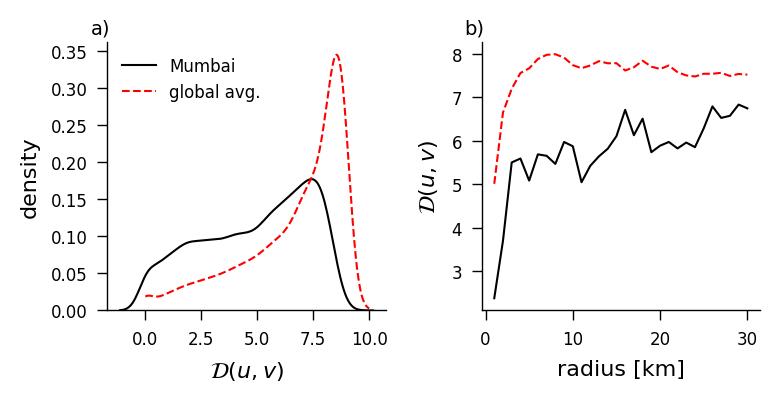 a)
density
0.35
0.30
0.25
0.20
0.15
0.10
0.05
0.00
Mumbai
global avg.
0.0 2.5 5.0 7.5 10.0
𝒟(u, v)
b)
𝒟(u, v)
8
7
6
5
4
3
0 10 20 30
radius [km]